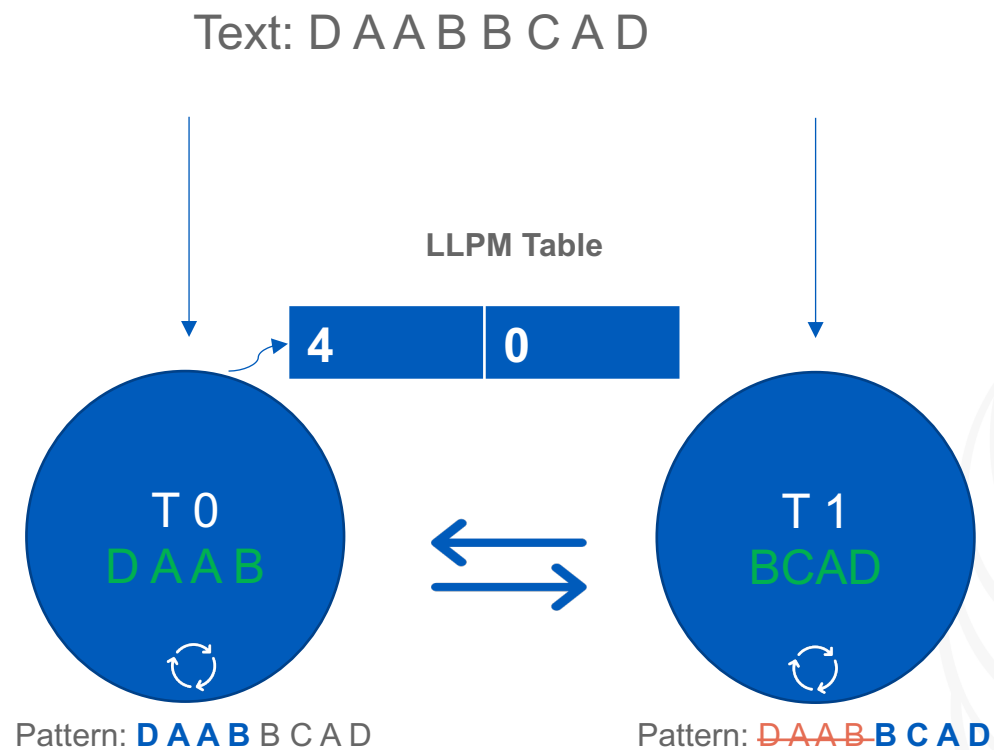 Text: D A A B B C A D
LLPM Table
4 0
T 0
D A A B
T 1
BCAD
Pattern: D A A B B C A D
Pattern: D A A B B C A D